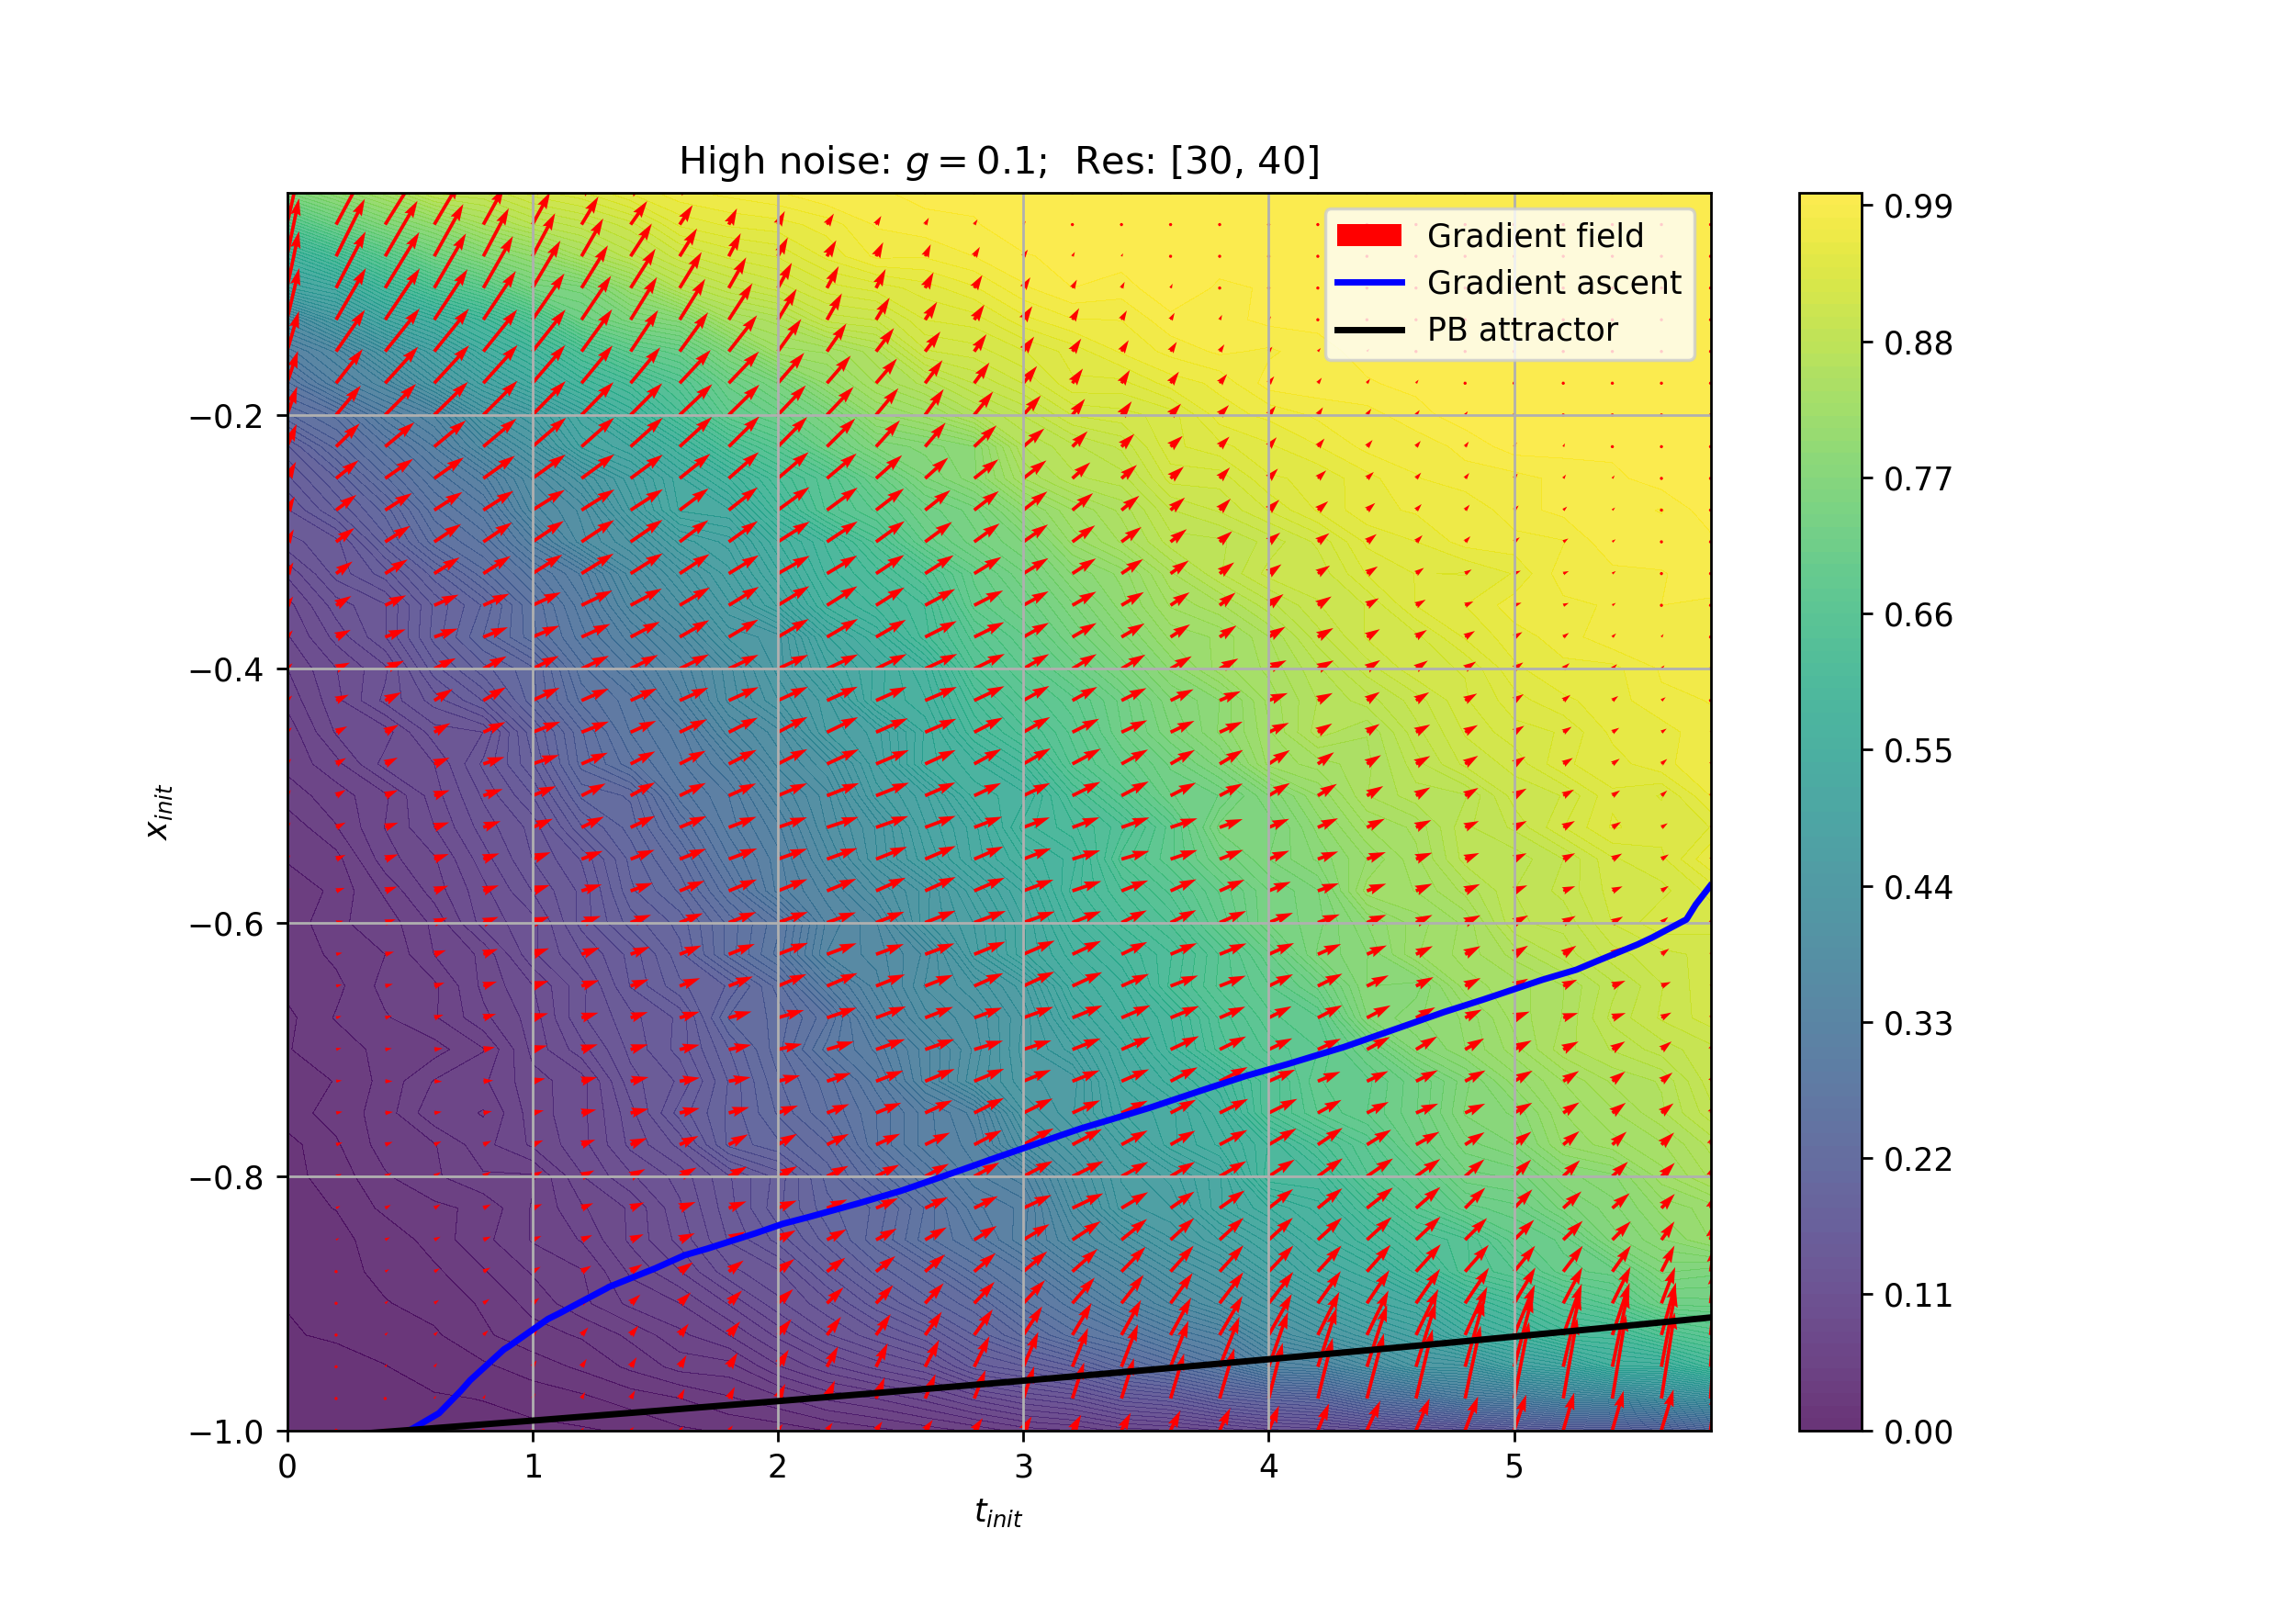 High noise: g = 0.1; Res: [30, 40]
Gradient field
Gradient ascent
PB attractor
0.99
0.88
0.77
0.66
0.55
0.44
0.33
0.22
0.11
0.00
−0.2
−0.4
−0.6
−0.8
−1.0
x_init
0 1 2 3 4 5
t_init